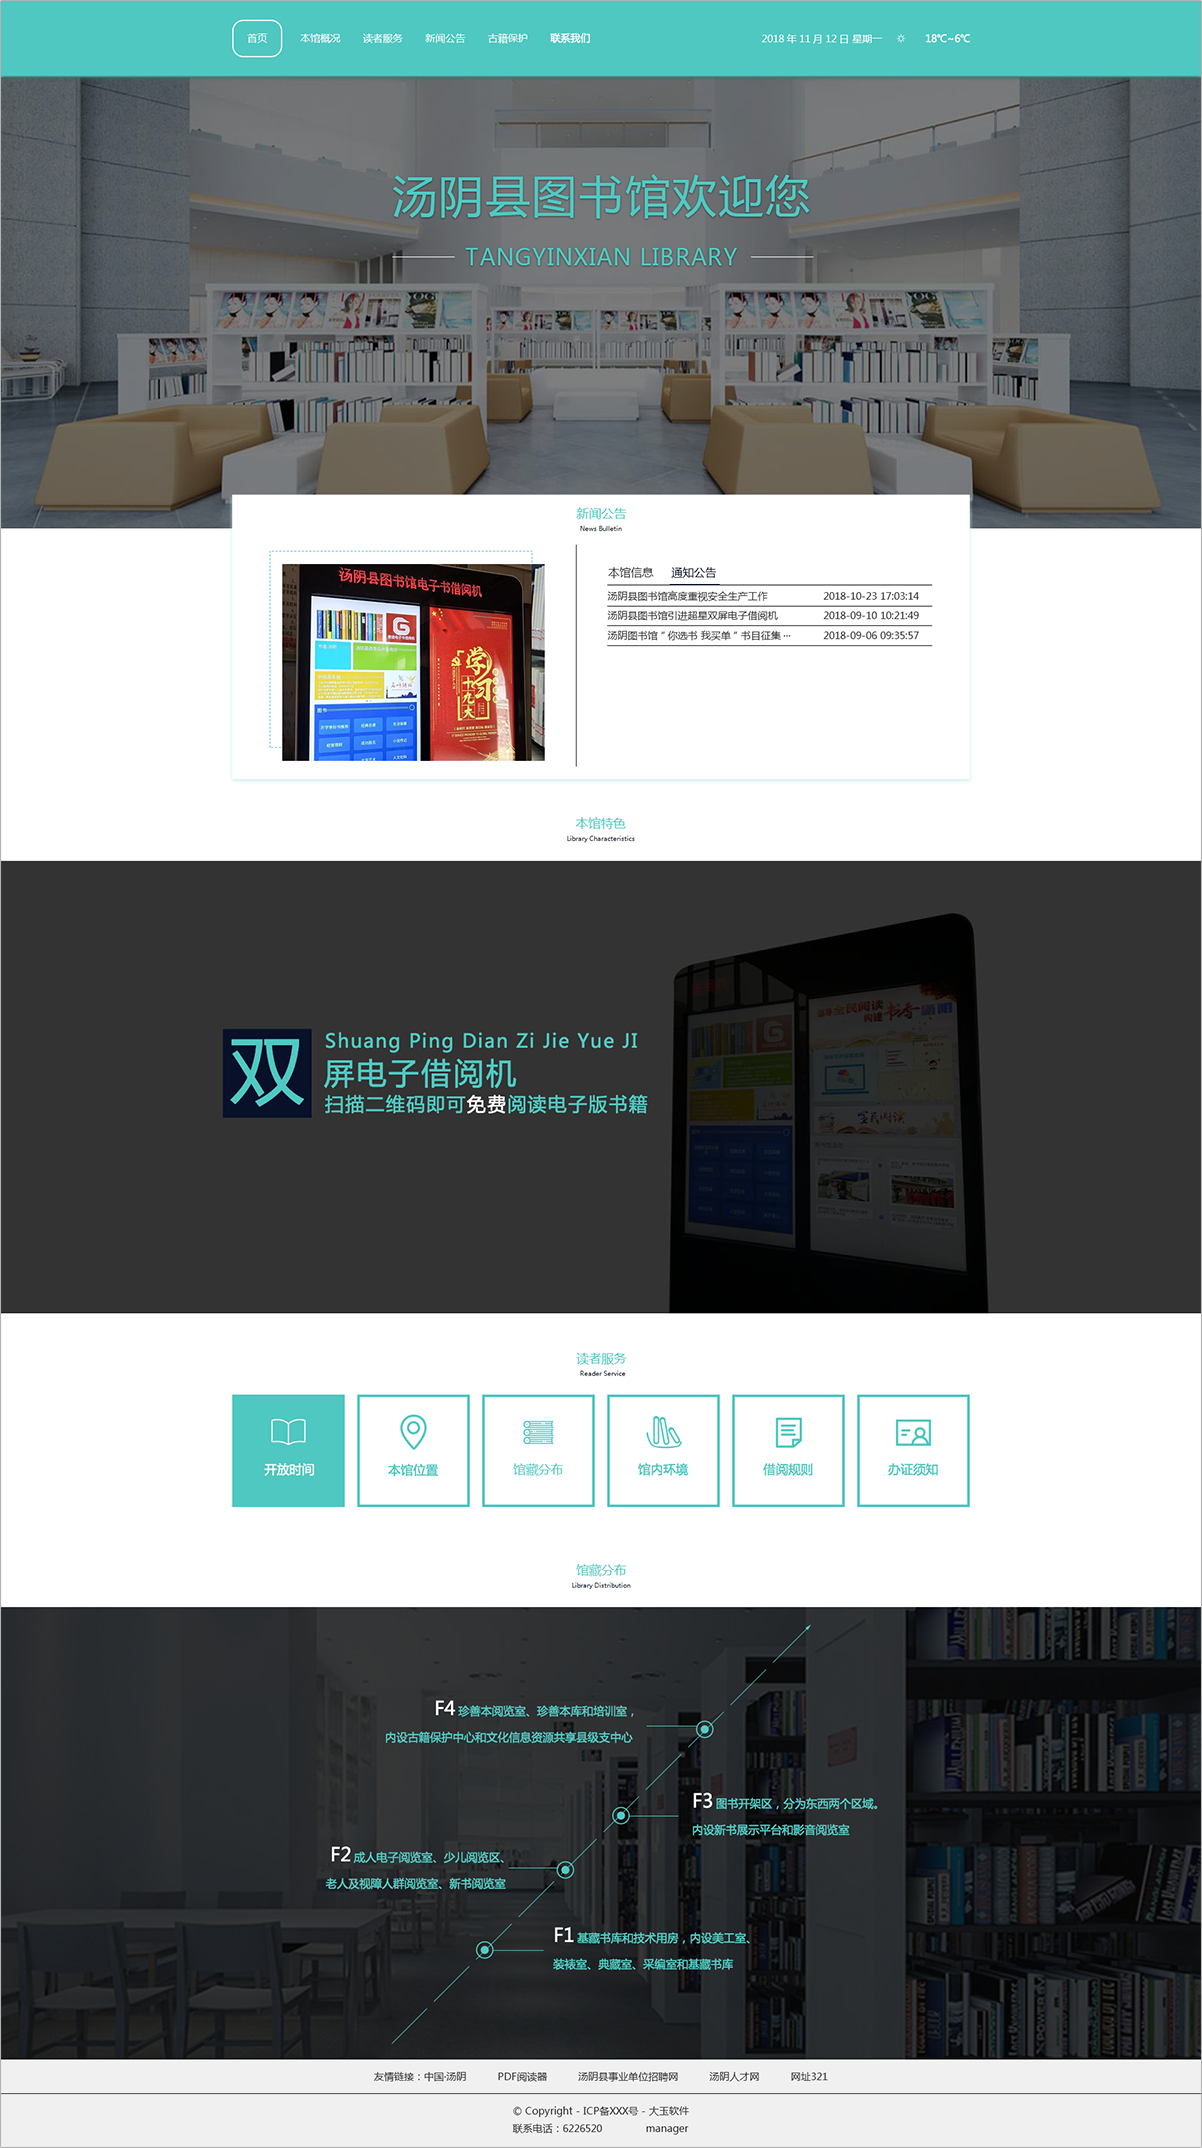 首页 本馆概况 读者服务 新闻公告 古籍保护 联系我们 2018 年 11 月 12 日 星期一 18℃~6℃
汤阴县图书馆欢迎您
TANGYINXIAN LIBRARY
新闻公告
News Bulletin
汤阴县图书馆电子书借阅机
学习
十九大
本馆信息 通知公告
汤阴县图书馆高度重视安全生产工作 2018-10-23 17:03:14
汤阴县图书馆引进超星双屏电子借阅机 2018-09-10 10:21:49
汤阴图书馆 " 你选书 我买单 " 书目征集 ··· 2018-09-06 09:35:57
本馆特色
Library Characteristics
双
Shuang Ping Dian Zi Jie Yue JI
屏电子借阅机
扫描二维码即可免费阅读电子版书籍
读者服务
Reader Service
开放时间 本馆位置 馆藏分布 馆内环境 借阅规则 办证须知
馆藏分布
Library Distribution
F4 珍善本阅览室、珍善本库和培训室，
内设古籍保护中心和文化信息资源共享县级支中心
F3 图书开架区，分为东西两个区域。
内设新书展示平台和影音阅览室
F2 成人电子阅览室、少儿阅览区、
老人及视障人群阅览室、新书阅览室
F1 基藏书库和技术用房，内设美工室、
装裱室、典藏室、采编室和基藏书库
友情链接：中国·汤阴 PDF阅读器 汤阴县事业单位招聘网 汤阴人才网 网址321
© Copyright - ICP备XXX号 - 大玉软件
联系电话：6226520 manager